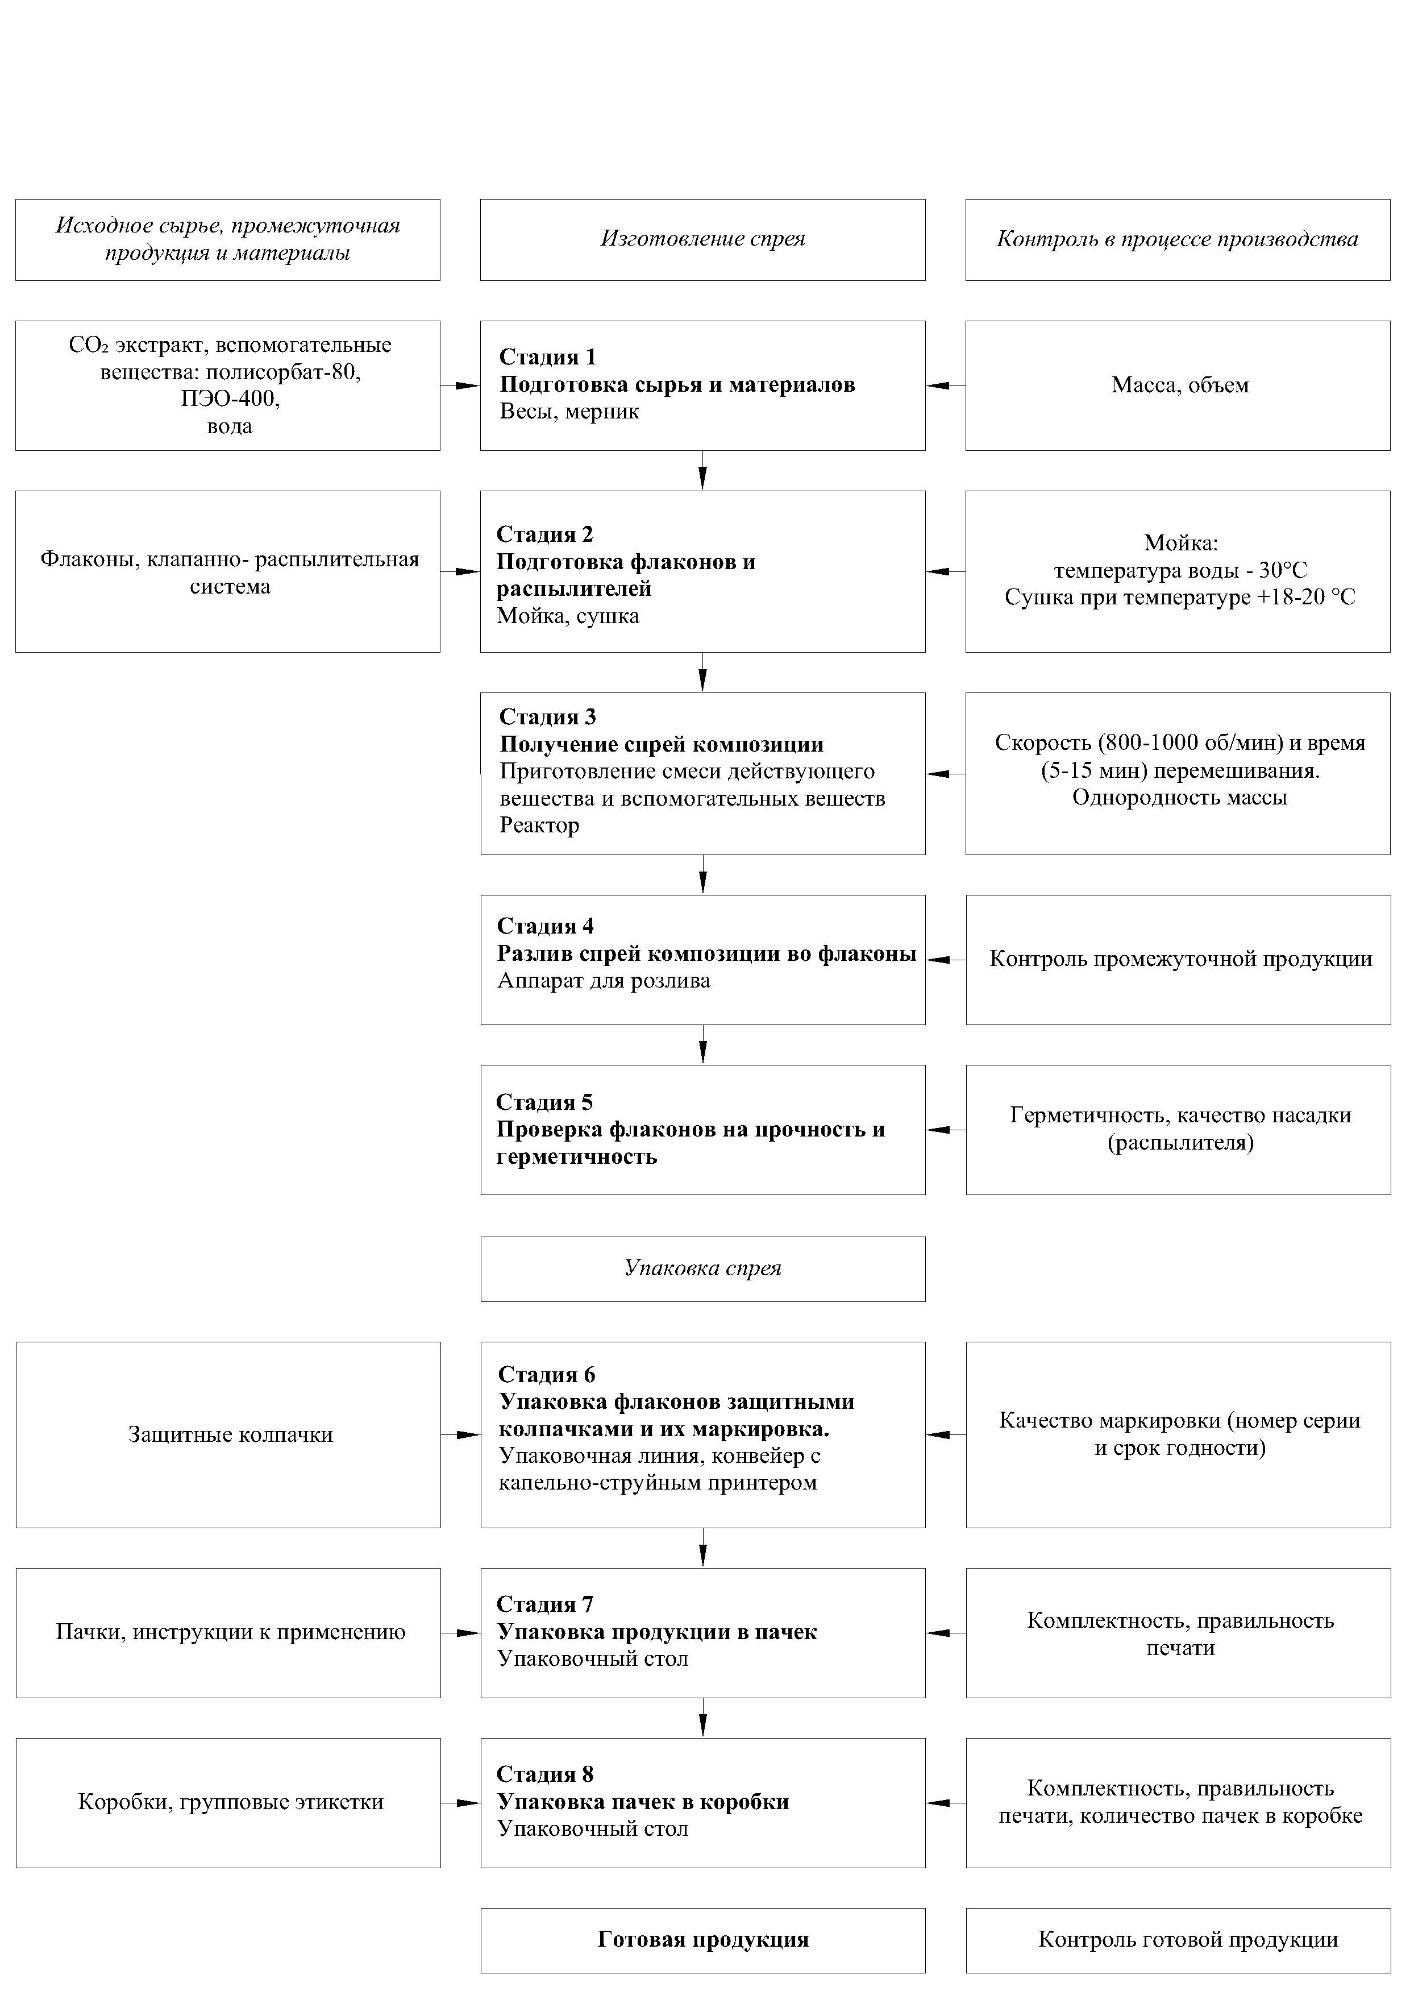 Исходное сырье, промежуточная
продукция и материалы
Изготовление спрея
Контроль в процессе производства
CO₂ экстракт, вспомогательные
вещества: полисорбат-80,
ПЭО-400,
вода
Стадия 1
Подготовка сырья и материалов
Весы, мерник
Масса, объем
Флаконы, клапанно- распылительная
система
Стадия 2
Подготовка флаконов и
распылителей
Мойка, сушка
Мойка:
температура воды - 30°С
Сушка при температуре +18-20 °С
Стадия 3
Получение спрей композиции
Приготовление смеси действующего
вещества и вспомогательных веществ
Реактор
Скорость (800-1000 об/мин) и время
(5-15 мин) перемешивания.
Однородность массы
Стадия 4
Разлив спрей композиции во флаконы
Аппарат для розлива
Контроль промежуточной продукции
Стадия 5
Проверка флаконов на прочность и
герметичность
Герметичность, качество насадки
(распылителя)
Упаковка спрея
Защитные колпачки
Стадия 6
Упаковка флаконов защитными
колпачками и их маркировка.
Упаковочная линия, конвейер с
капельно-струйным принтером
Качество маркировки (номер серии
и срок годности)
Пачки, инструкции к применению
Стадия 7
Упаковка продукции в пачек
Упаковочный стол
Комплектность, правильность
печати
Коробки, групповые этикетки
Стадия 8
Упаковка пачек в коробки
Упаковочный стол
Комплектность, правильность
печати, количество пачек в коробке
Готовая продукция
Контроль готовой продукции